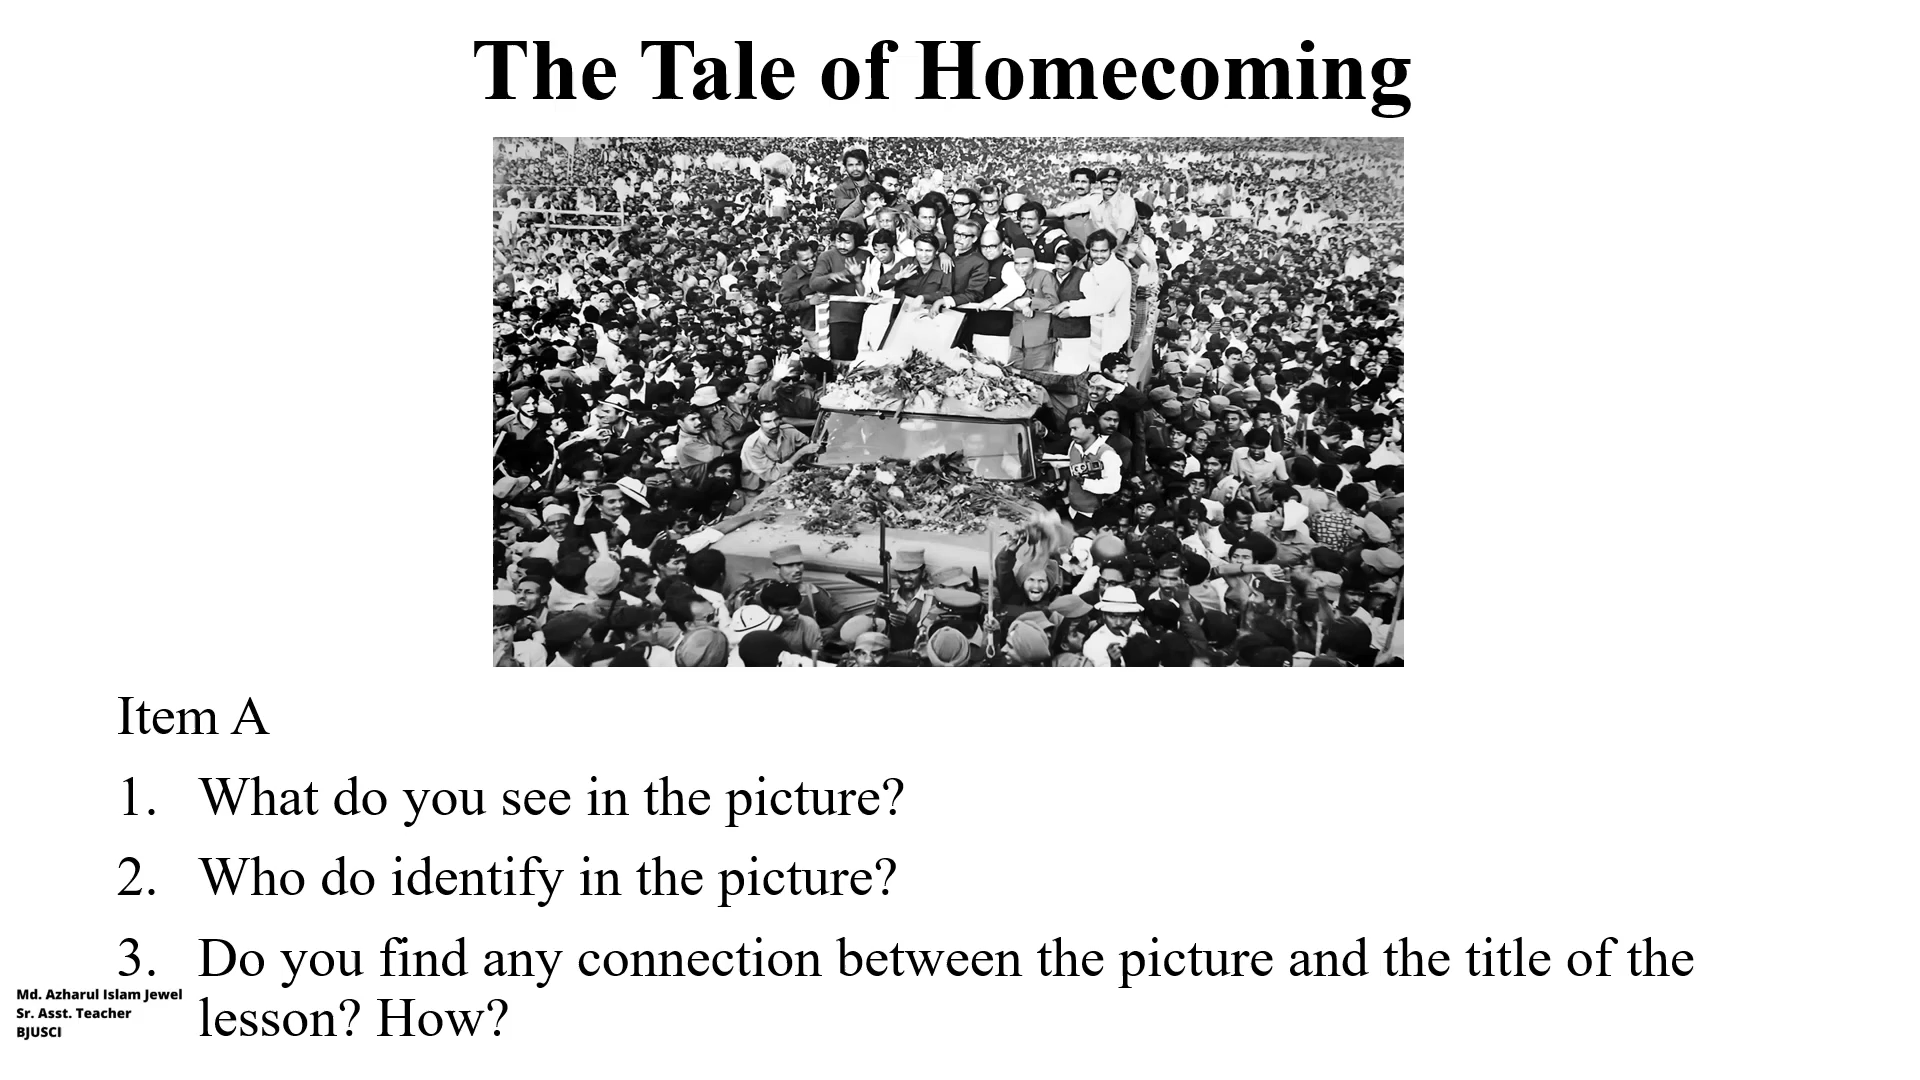 The Tale of Homecoming
Item A
1. What do you see in the picture?
2. Who do identify in the picture?
3. Do you find any connection between the picture and the title of the
lesson? How?
Md. Azharul Islam Jewel
Sr. Asst. Teacher
BJUSCI